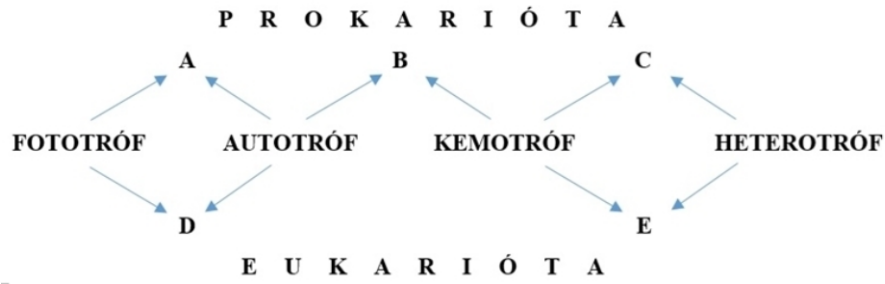 P R O K A R I Ó T A
A B C
FOTOTRÓF AUTOTRÓF KEMOTRÓF HETEROTRÓF
D E
E U K A R I Ó T A